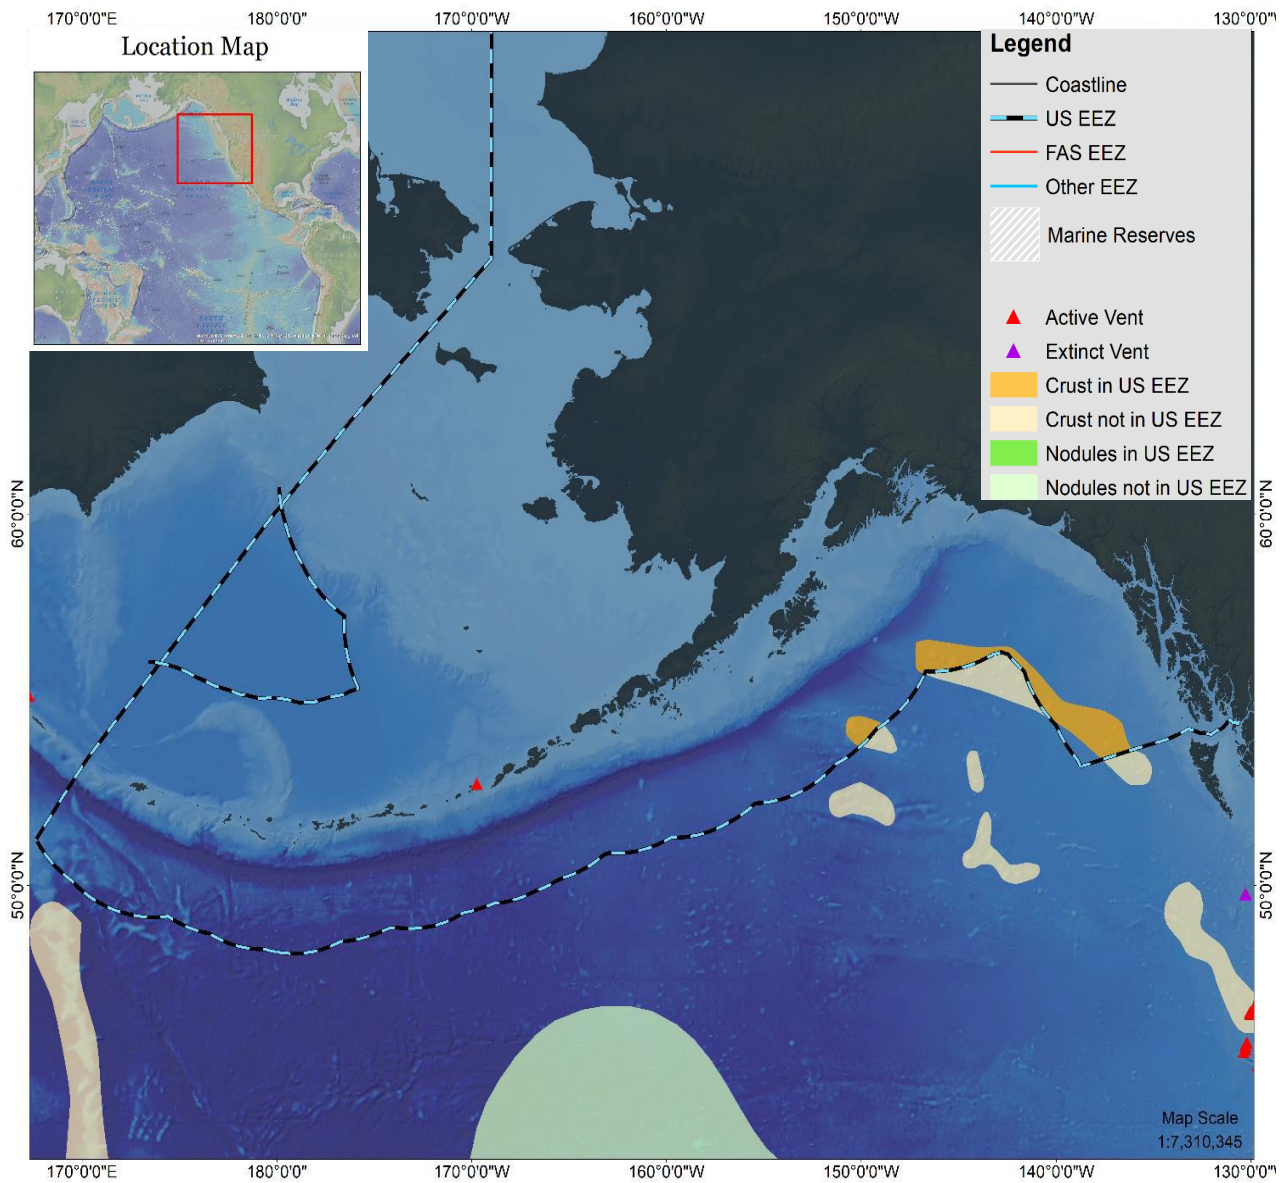 170°0'0"E 180°0'0" 170°0'0"W 160°0'0"W 150°0'0"W 140°0'0"W 130°0'0"W
Location Map
Legend
Coastline
US EEZ
FAS EEZ
Other EEZ
Marine Reserves
Active Vent
Extinct Vent
Crust in US EEZ
Crust not in US EEZ
Nodules in US EEZ
Nodules not in US EEZ
60°0'0"N
60°0'0"N
50°0'0"N
50°0'0"N
Map Scale
1:7,310,345
170°0'0"E 180°0'0" 170°0'0"W 160°0'0"W 150°0'0"W 140°0'0"W 130°0'0"W